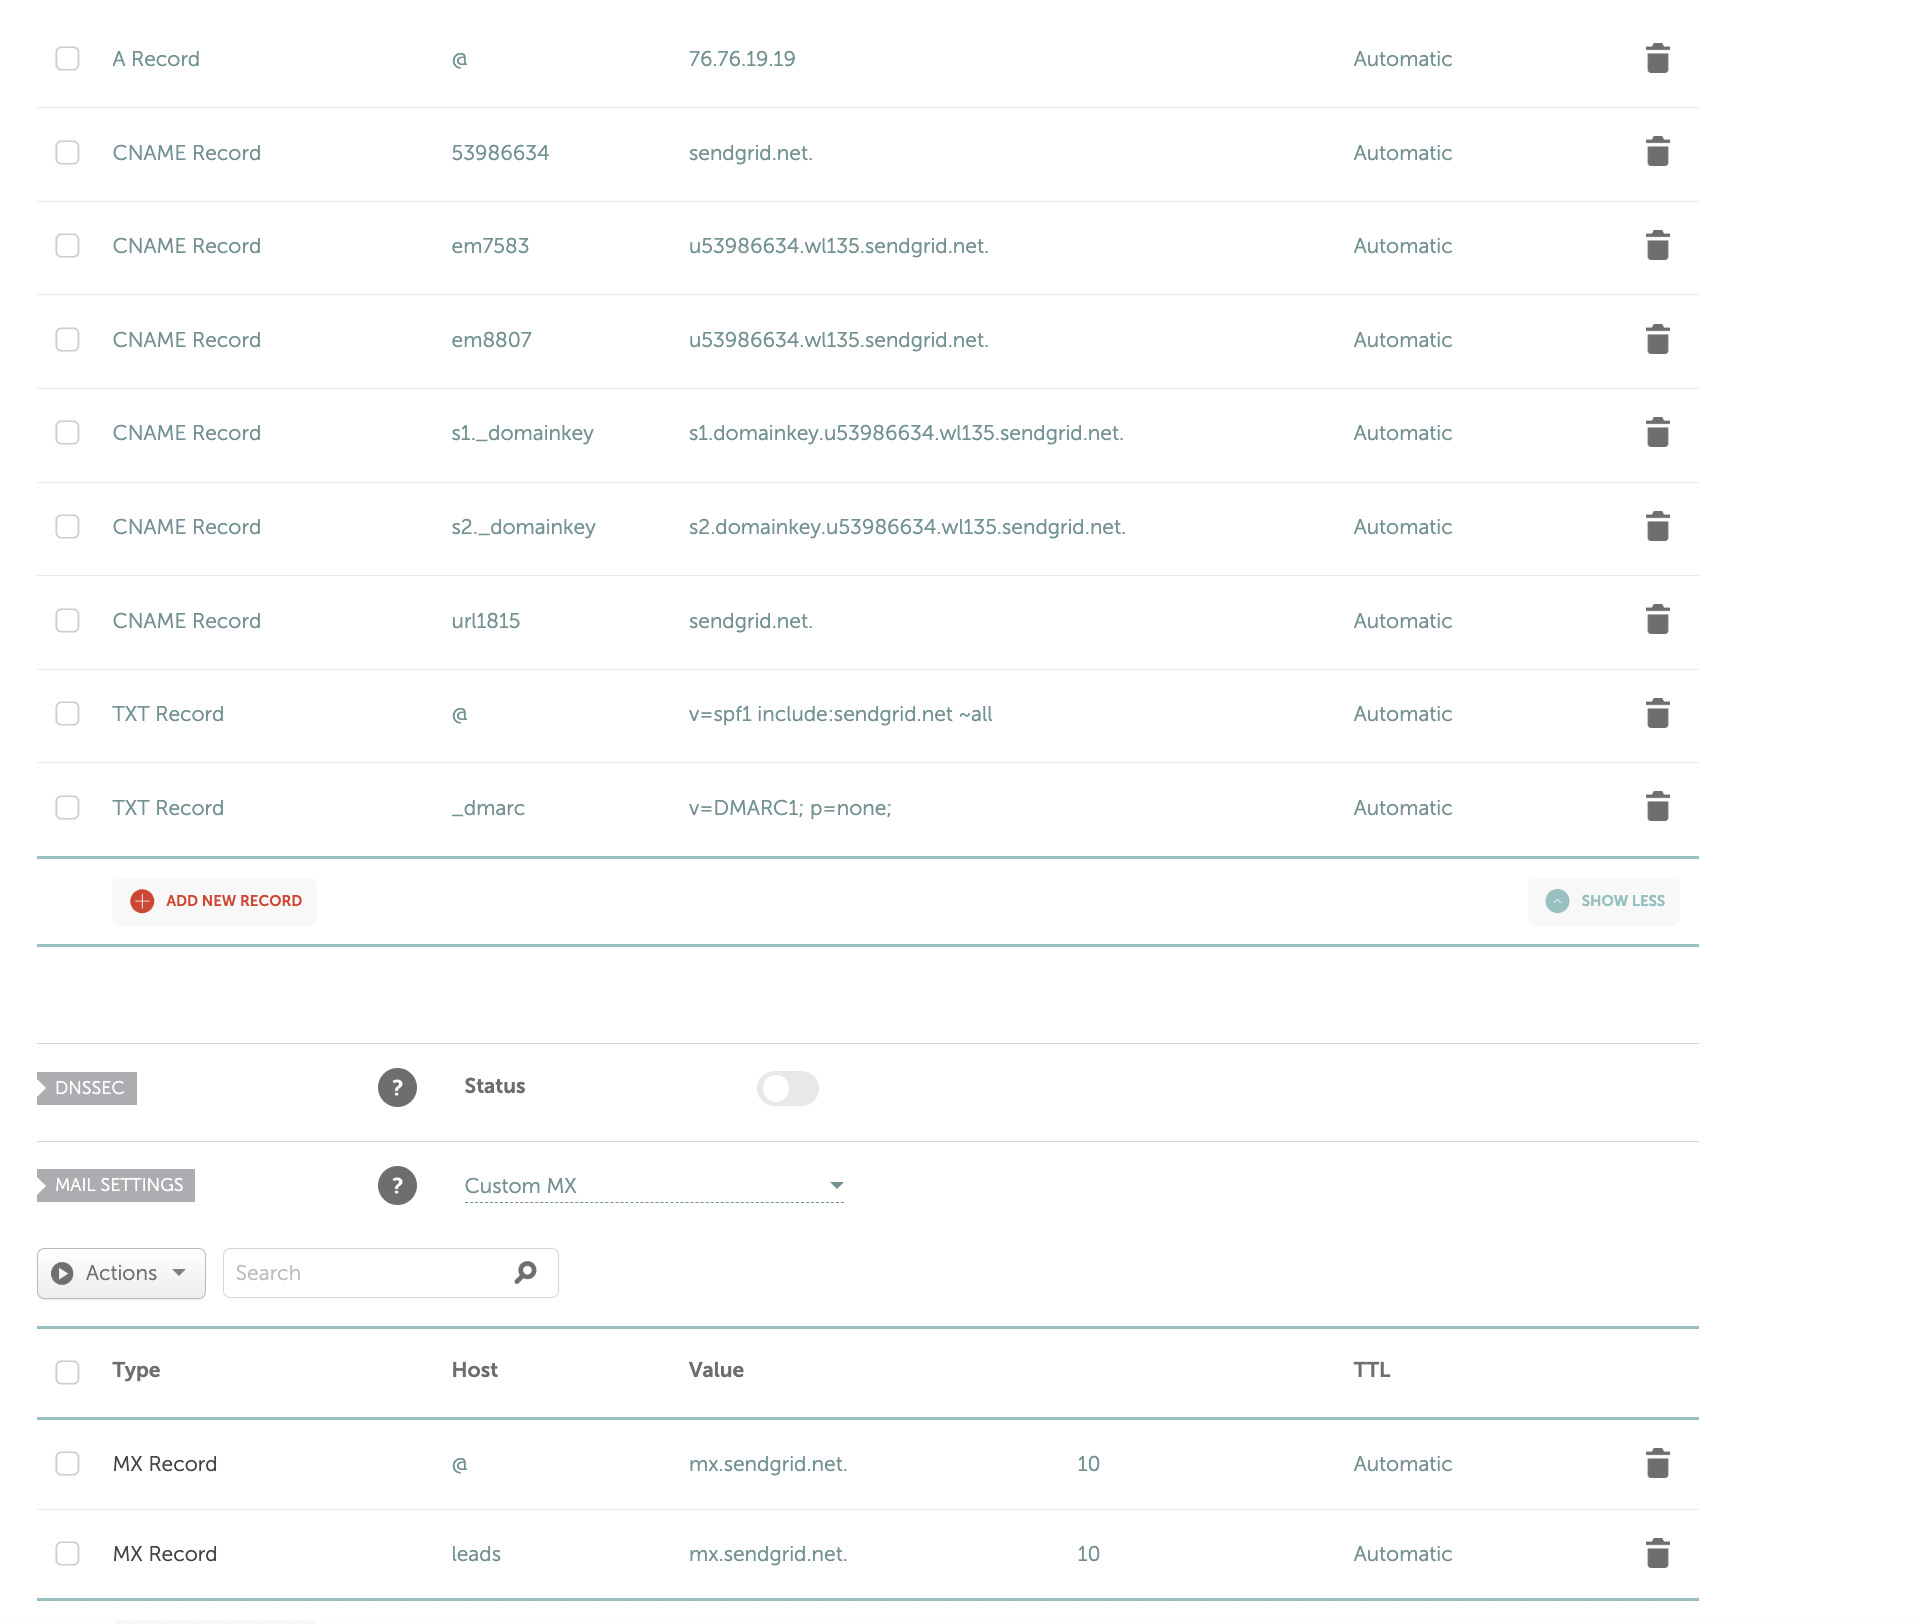 A Record @ 76.76.19.19 Automatic
CNAME Record 53986634 sendgrid.net. Automatic
CNAME Record em7583 u53986634.wl135.sendgrid.net. Automatic
CNAME Record em8807 u53986634.wl135.sendgrid.net. Automatic
CNAME Record s1._domainkey s1.domainkey.u53986634.wl135.sendgrid.net. Automatic
CNAME Record s2._domainkey s2.domainkey.u53986634.wl135.sendgrid.net. Automatic
CNAME Record url1815 sendgrid.net. Automatic
TXT Record @ v=spf1 include:sendgrid.net ~all Automatic
TXT Record _dmarc v=DMARC1; p=none; Automatic
ADD NEW RECORD SHOW LESS
DNSSEC ? Status
MAIL SETTINGS ? Custom MX
Actions Search
Type Host Value TTL
MX Record @ mx.sendgrid.net. 10 Automatic
MX Record leads mx.sendgrid.net. 10 Automatic